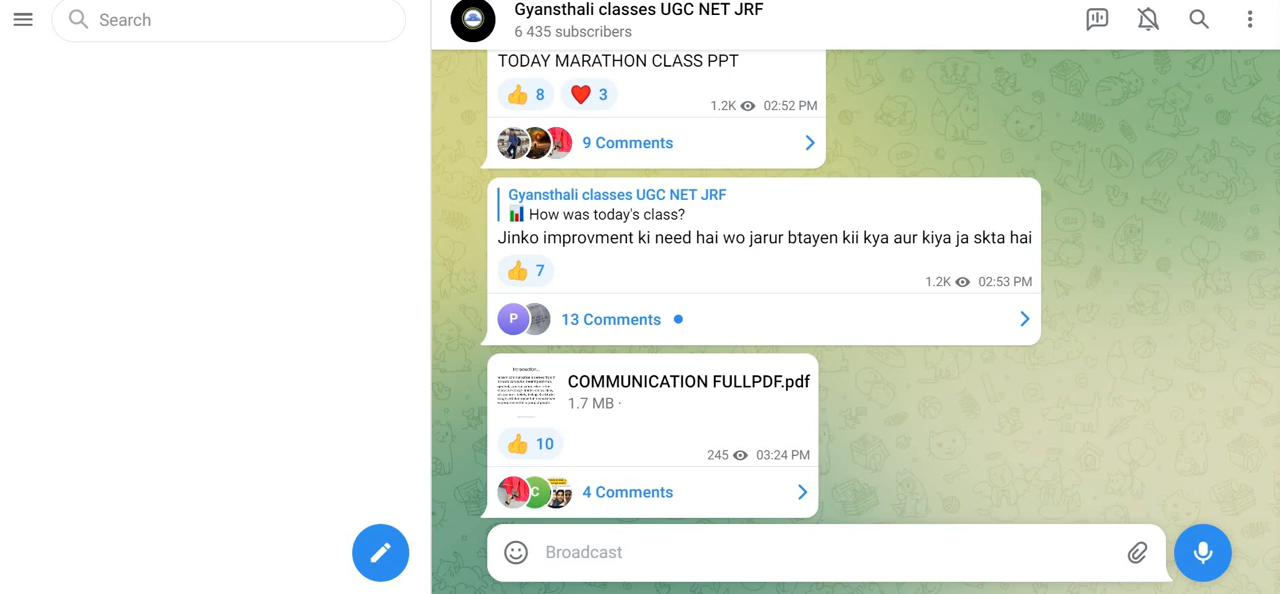 Search
Gyansthali classes UGC NET JRF
6 435 subscribers
TODAY MARATHON CLASS PPT
8 3
1.2K 02:52 PM
9 Comments
Gyansthali classes UGC NET JRF
How was today's class?
Jinko improvment ki need hai wo jarur btayen kii kya aur kiya ja skta hai
7
1.2K 02:53 PM
P
13 Comments
COMMUNICATION FULLPDF.pdf
1.7 MB ·
10
245 03:24 PM
C
4 Comments
Broadcast